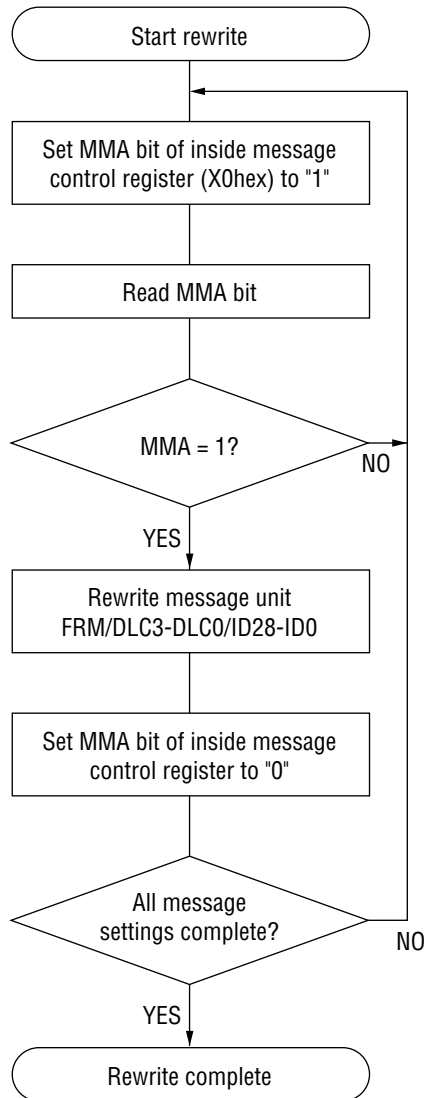 Start rewrite
Set MMA bit of inside message
control register (X0hex) to "1"
Read MMA bit
MMA = 1?
NO
YES
Rewrite message unit
FRM/DLC3-DLC0/ID28-ID0
Set MMA bit of inside message
control register to "0"
All message
settings complete?
NO
YES
Rewrite complete